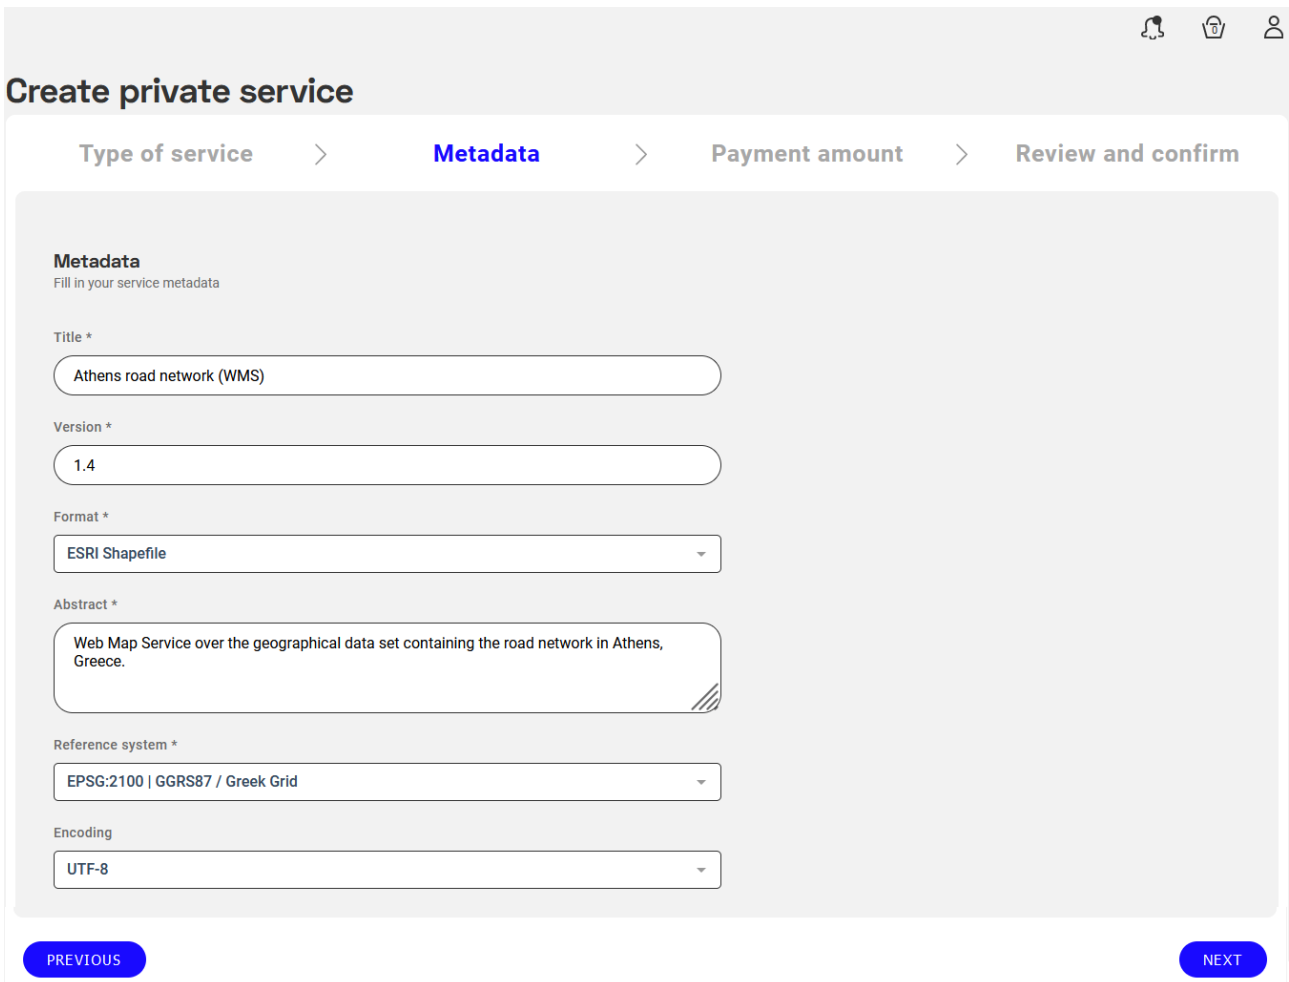 0
Create private service
Type of service
Metadata
Payment amount
Review and confirm
Metadata
Fill in your service metadata
Title *
Athens road network (WMS)
Version *
1.4
Format *
ESRI Shapefile
Abstract *
Web Map Service over the geographical data set containing the road network in Athens,
Greece.
Reference system *
EPSG:2100 | GGRS87 / Greek Grid
Encoding
UTF-8
PREVIOUS
NEXT